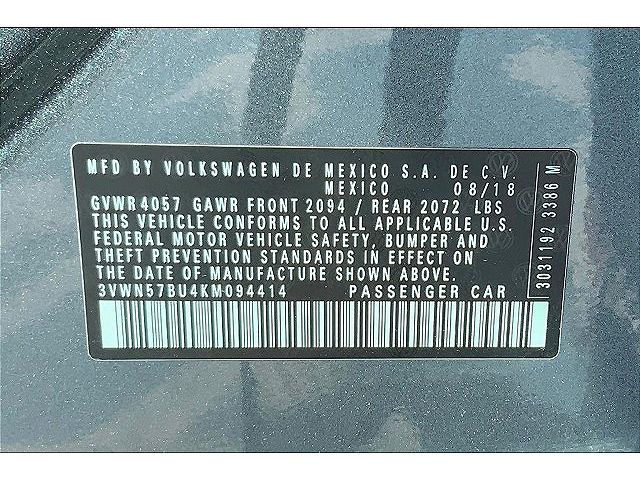 MFD BY VOLKSWAGEN DE MEXICO S.A. DE C.V.
MEXICO 08/18
GVWR 4057 GAWR FRONT 2094 / REAR 2072 LBS
THIS VEHICLE CONFORMS TO ALL APPLICABLE U.S.
FEDERAL MOTOR VEHICLE SAFETY, BUMPER AND
THEFT PREVENTION STANDARDS IN EFFECT ON
THE DATE OF MANUFACTURE SHOWN ABOVE.
3VWN57BU4KM094414 PASSENGER CAR
3031192 3386 M